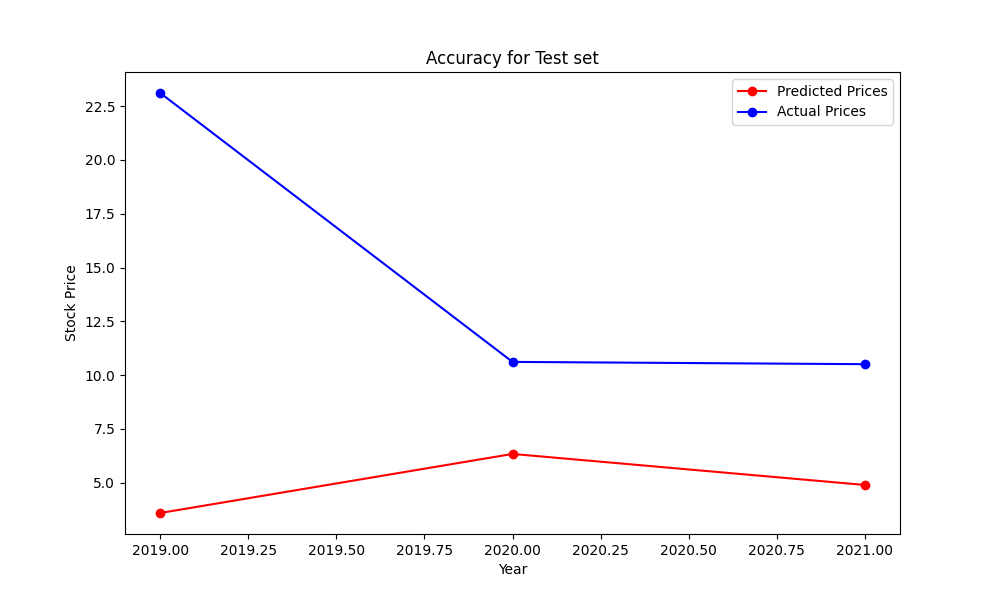 Accuracy for Test set
Predicted Prices
Actual Prices
Stock Price
22.5
20.0
17.5
15.0
12.5
10.0
7.5
5.0
2019.00 2019.25 2019.50 2019.75 2020.00 2020.25 2020.50 2020.75 2021.00
Year